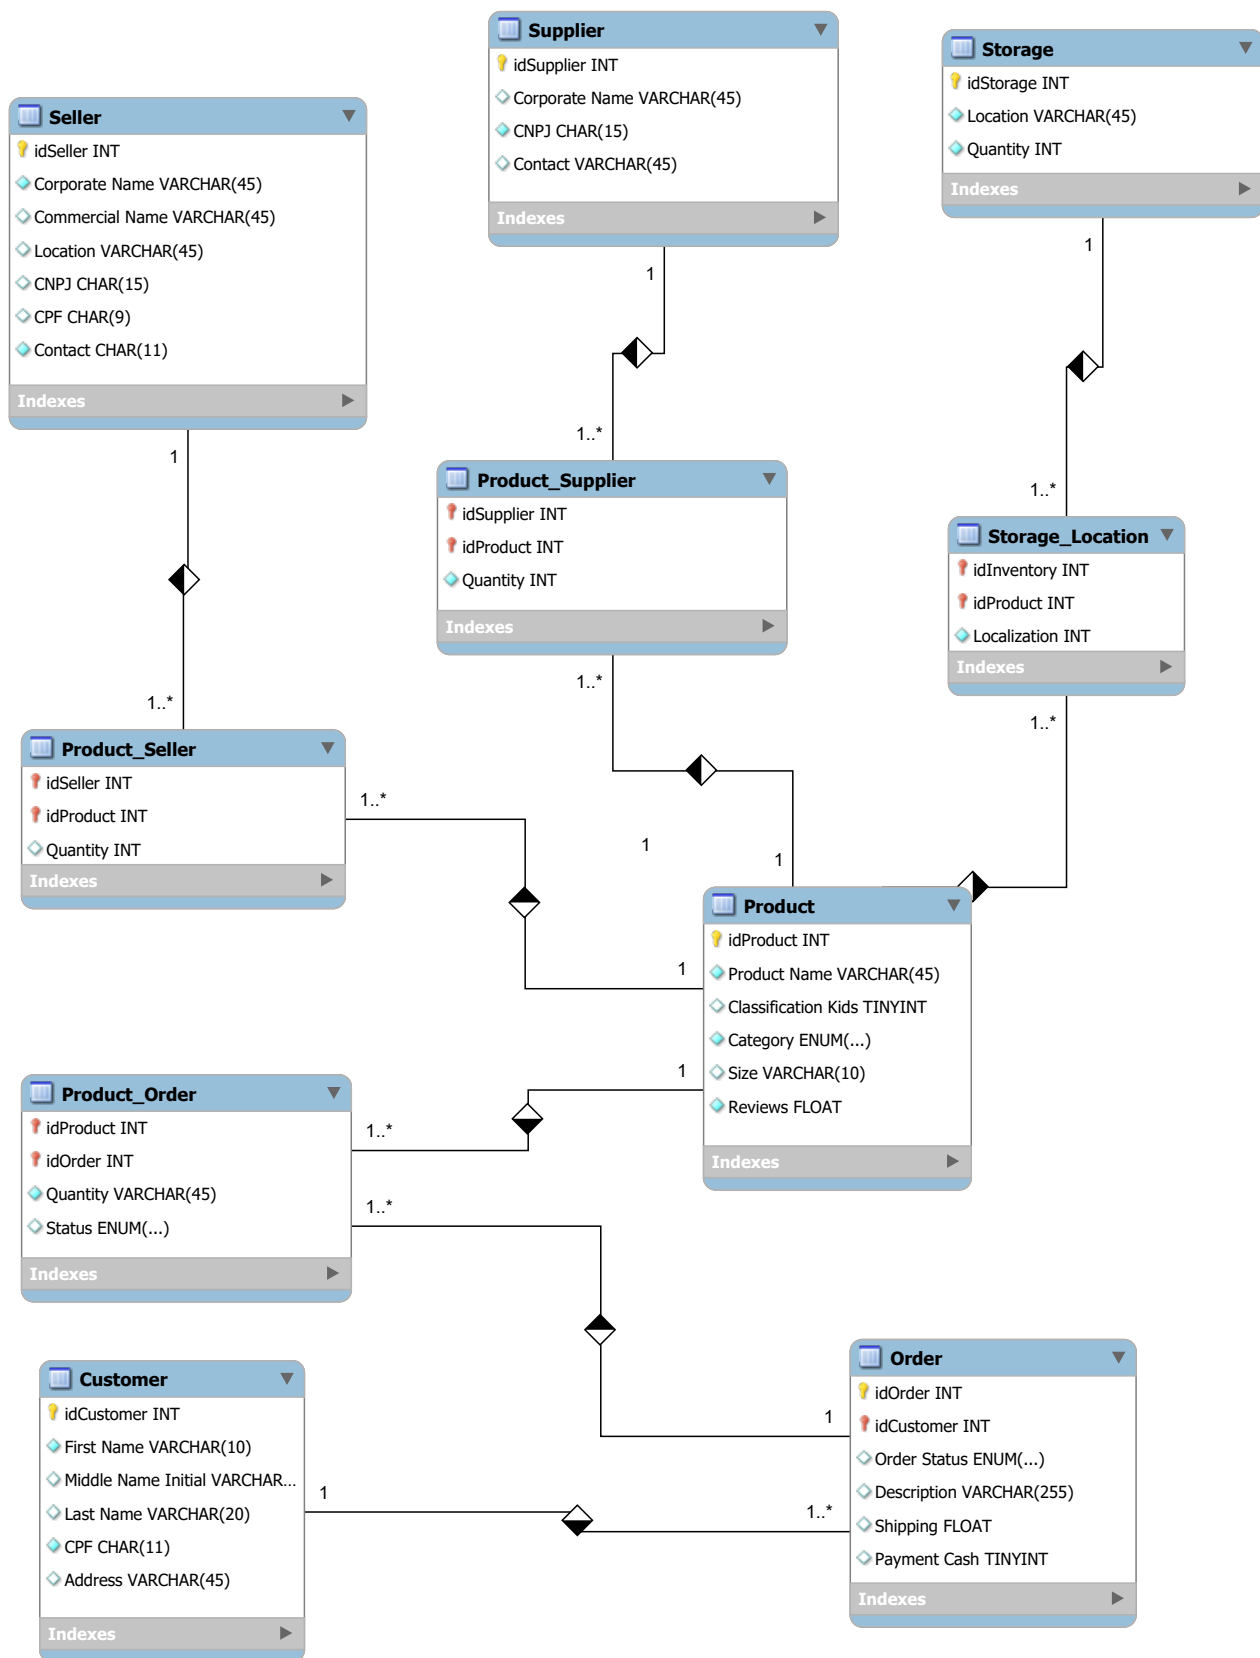 Supplier
idSupplier INT
Corporate Name VARCHAR(45)
CNPJ CHAR(15)
Contact VARCHAR(45)
Indexes
1
Storage
idStorage INT
Location VARCHAR(45)
Quantity INT
Indexes
1
Seller
idSeller INT
Corporate Name VARCHAR(45)
Commercial Name VARCHAR(45)
Location VARCHAR(45)
CNPJ CHAR(15)
CPF CHAR(9)
Contact CHAR(11)
Indexes
1
1..*
Product_Supplier
idSupplier INT
idProduct INT
Quantity INT
Indexes
1..*
1..*
Storage_Location
idInventory INT
idProduct INT
Localization INT
Indexes
1..*
1..*
Product_Seller
idSeller INT
idProduct INT
Quantity INT
Indexes
1..*
1
1
1
Product
idProduct INT
Product Name VARCHAR(45)
Classification Kids TINYINT
Category ENUM(...)
Size VARCHAR(10)
Reviews FLOAT
Indexes
1
Product_Order
idProduct INT
idOrder INT
Quantity VARCHAR(45)
Status ENUM(...)
Indexes
1..*
1..*
Customer
idCustomer INT
First Name VARCHAR(10)
Middle Name Initial VARCHAR...
Last Name VARCHAR(20)
CPF CHAR(11)
Address VARCHAR(45)
Indexes
1
1
1..*
Order
idOrder INT
idCustomer INT
Order Status ENUM(...)
Description VARCHAR(255)
Shipping FLOAT
Payment Cash TINYINT
Indexes